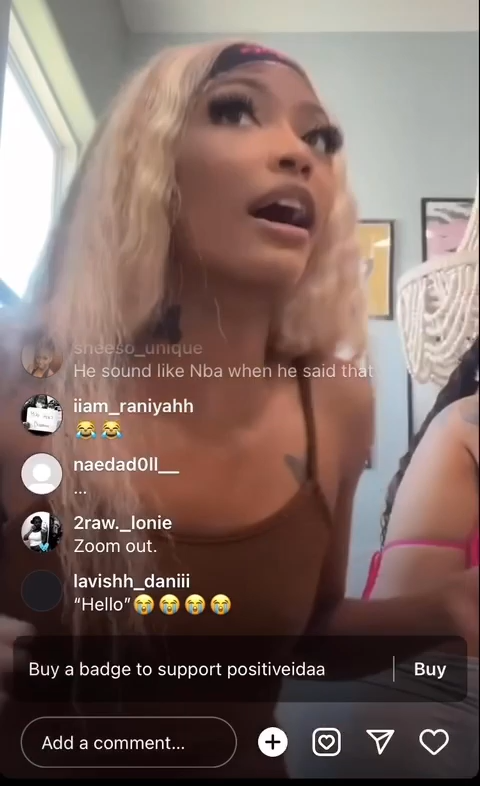 sheeso_unique
He sound like Nba when he said that
iiam_raniyahh
😂😂
naedad0ll__
...
2raw._lonie
Zoom out.
lavishh_daniii
“Hello”😭😭😭😭
Buy a badge to support positiveidaa
Buy
Add a comment...